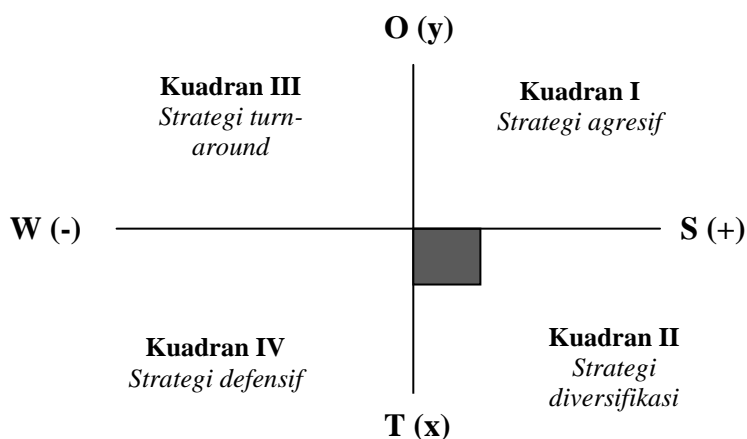 O (y)
Kuadran III
Strategi turn-
around
Kuadran I
Strategi agresif
W (-)
S (+)
Kuadran IV
Strategi defensif
Kuadran II
Strategi
diversifikasi
T (x)